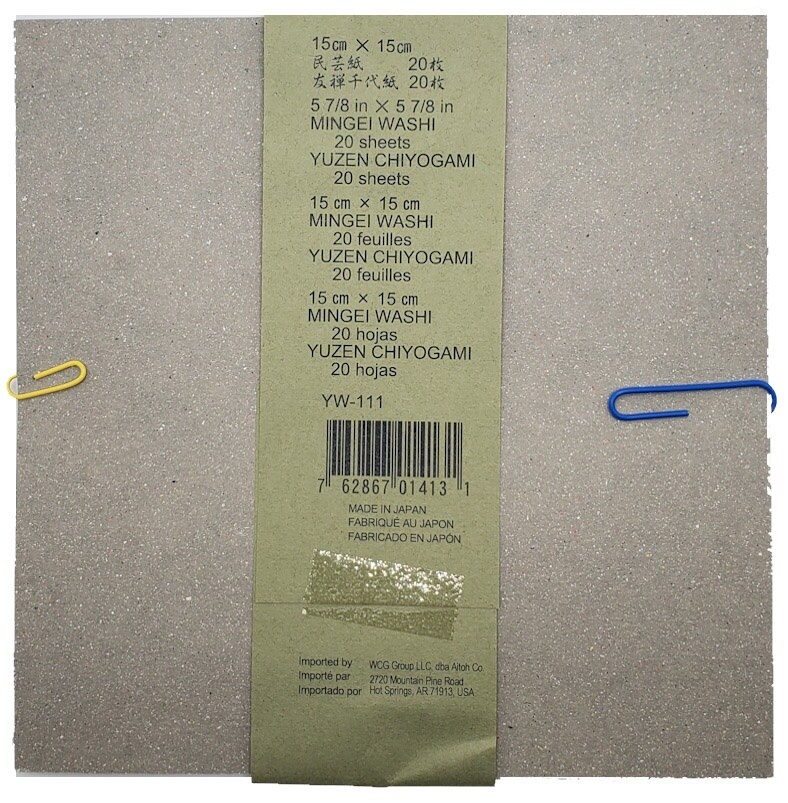 15㎝ × 15㎝
民芸紙 20枚
友禅千代紙 20枚
5 7/8 in × 5 7/8 in
MINGEI WASHI
20 sheets
YUZEN CHIYOGAMI
20 sheets
15 ㎝ × 15 ㎝
MINGEI WASHI
20 feuilles
YUZEN CHIYOGAMI
20 feuilles
15 ㎝ × 15 ㎝
MINGEI WASHI
20 hojas
YUZEN CHIYOGAMI
20 hojas
YW-111
7 62867 01413 1
MADE IN JAPAN
FABRIQUÉ AU JAPON
FABRICADO EN JAPÓN
Imported by WCG Group LLC, dba Aitoh Co.
Importé par 2720 Mountain Pine Road
Importado por Hot Springs, AR 71913, USA